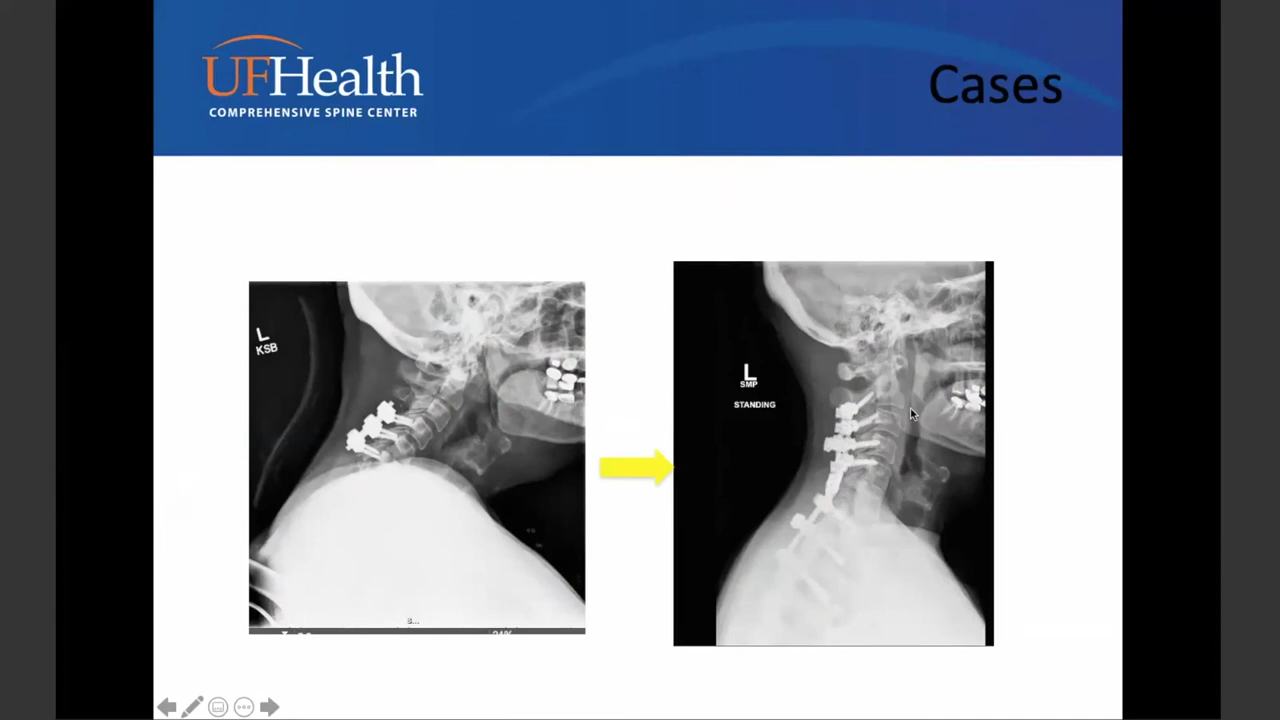 UFHealth
COMPREHENSIVE SPINE CENTER
Cases
L
KSB
L
SMP
STANDING